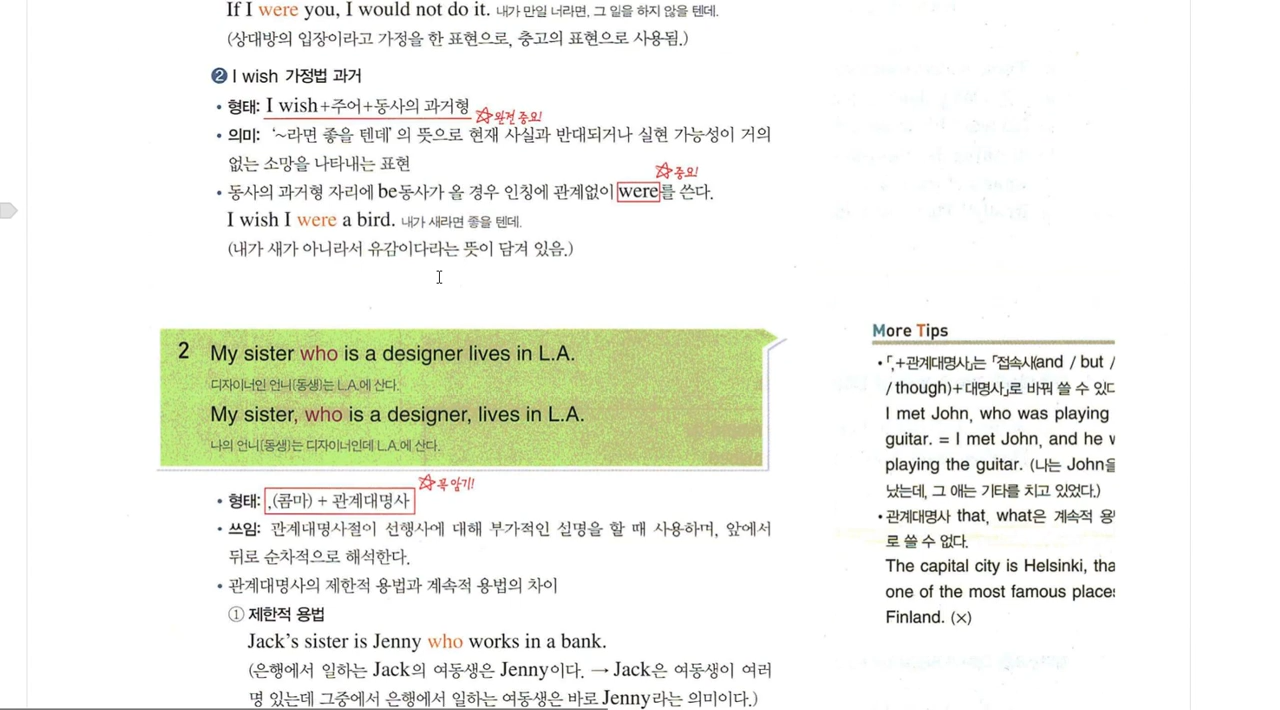 If I were you, I would not do it. 내가 만일 너라면, 그 일을 하지 않을 텐데.
(상대방의 입장이라고 가정을 한 표현으로, 충고의 표현으로 사용됨.)
❷ I wish 가정법 과거
• 형태: I wish+주어+동사의 과거형 ☆완전 중요!
• 의미: ‘~라면 좋을 텐데’의 뜻으로 현재 사실과 반대되거나 실현 가능성이 거의
없는 소망을 나타내는 표현
☆중요!
• 동사의 과거형 자리에 be동사가 올 경우 인칭에 관계없이 were를 쓴다.
I wish I were a bird. 내가 새라면 좋을 텐데.
(내가 새가 아니라서 유감이다라는 뜻이 담겨 있음.)
2 My sister who is a designer lives in L.A.
디자이너인 언니(동생)는 L.A.에 산다.
My sister, who is a designer, lives in L.A.
나의 언니(동생)는 디자이너인데 L.A.에 산다.
• 형태: ,(콤마) + 관계대명사 ☆꼭 암기!
• 쓰임: 관계대명사절이 선행사에 대해 부가적인 설명을 할 때 사용하며, 앞에서
뒤로 순차적으로 해석한다.
• 관계대명사의 제한적 용법과 계속적 용법의 차이
① 제한적 용법
Jack's sister is Jenny who works in a bank.
(은행에서 일하는 Jack의 여동생은 Jenny이다. → Jack은 여동생이 여러
명 있는데 그중에서 은행에서 일하는 여동생은 바로 Jenny라는 의미이다.)
More Tips
•「,+관계대명사」는 「접속사(and / but /
/ though)+대명사」로 바꿔 쓸 수 있다
I met John, who was playing
guitar. = I met John, and he
playing the guitar. (나는 John을
났는데, 그 애는 기타를 치고 있었다.)
•관계대명사 that, what은 계속적 용
로 쓸 수 없다.
The capital city is Helsinki, tha
one of the most famous place
Finland. (×)